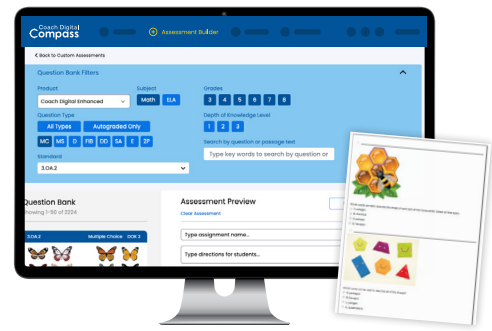 Coach Digital
Compass
Assessment Builder
Back to Custom Assessments
Question Bank Filters
Product
Subject
Grades
Coach Digital Enhanced
Math
ELA
3 4 5 6 7 8
Question Type
Depth of Knowledge Level
All Types
Autograded Only
1 2 3
MC MS D FIB DD SA E 2P
Search by question or passage text
Type key words to search by question or
Standard
3.OA.2
Question Bank
Assessment Preview
howing 1-50 of 2224
Clear Assessment
3.OA.2
Multiple Choice DOK 2
Type assignment name...
Type directions for students...